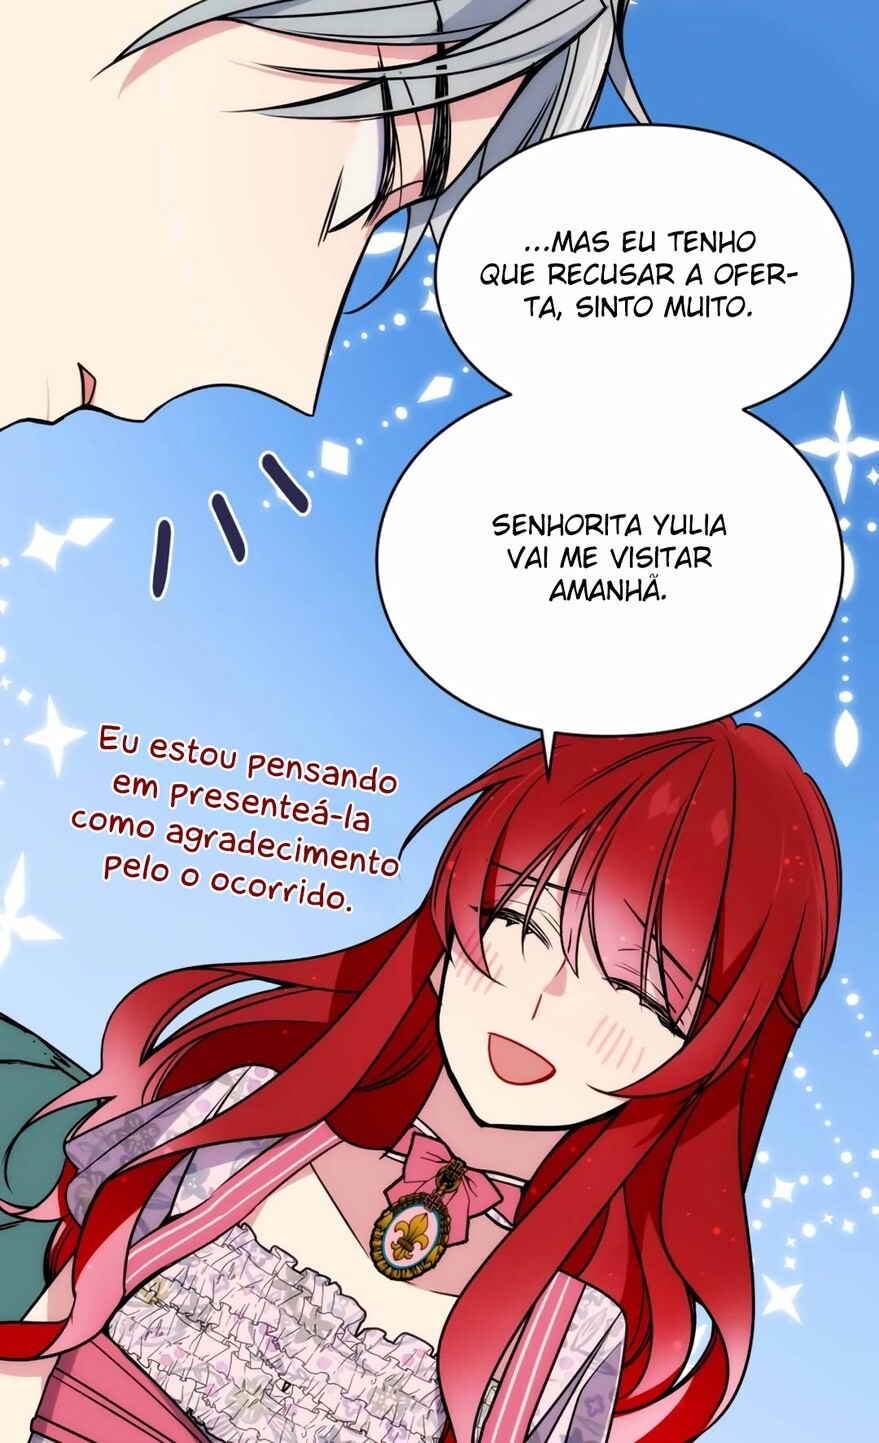 ...MAS EU TENHO
QUE RECUSAR A OFER-
TA, SINTO MUITO.
SENHORITA YULIA
VAI ME VISITAR
AMANHÃ.
Eu estou pensando
em presenteá-la
como agradecimento
pelo o ocorrido.